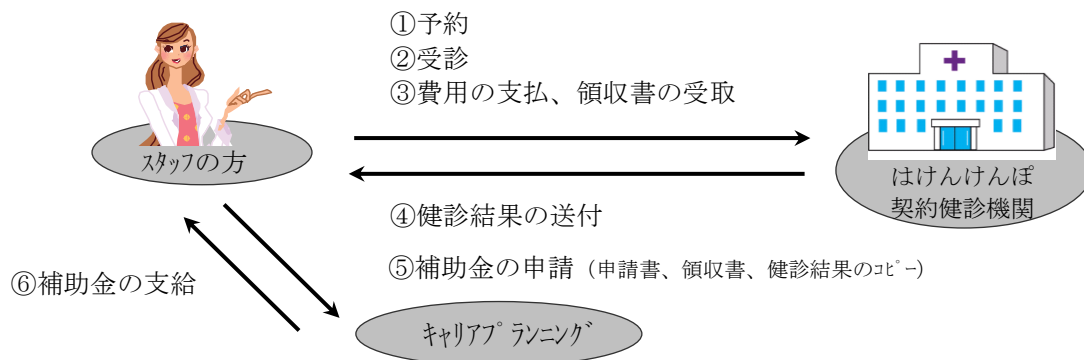 ①予約
②受診
③費用の支払、領収書の受取
ｽﾀｯﾌの方
はけんけんぽ
契約健診機関
④健診結果の送付
⑤補助金の申請（申請書、領収書、健診結果のｺﾋﾟｰ）
⑥補助金の支給
ｷｬﾘｱﾌﾟﾗﾝﾆﾝｸﾞ